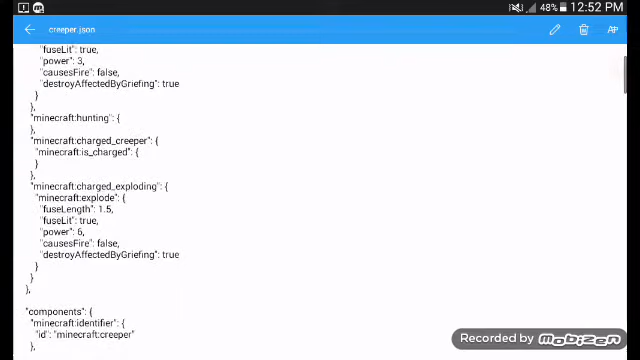 48% 12:52 PM
creeper.json
"fuseLit": true,
"power": 3,
"causesFire": false,
"destroyAffectedByGriefing": true
}
},
"minecraft:hunting": {
},
"minecraft:charged_creeper": {
"minecraft:is_charged": {
}
},
"minecraft:charged_exploding": {
"minecraft:explode": {
"fuseLength": 1.5,
"fuseLit": true,
"power": 6,
"causesFire": false,
"destroyAffectedByGriefing": true
}
}
},
"components": {
"minecraft:identifier": {
"id": "minecraft:creeper"
},
Recorded by mobizen